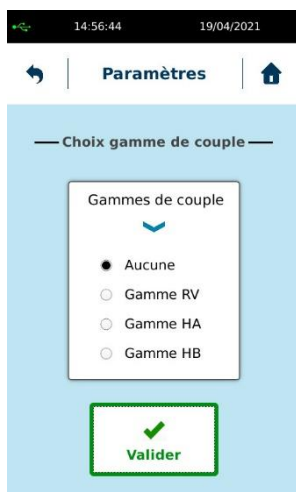 14:56:44 19/04/2021
Paramètres
Choix gamme de couple
Gammes de couple
Aucune
Gamme RV
Gamme HA
Gamme HB
Valider